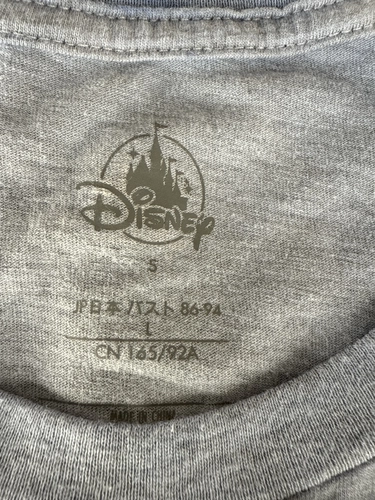 Disney
S
JP日本 バスト 86-94
L
CN 165/92A
MADE IN CHINA